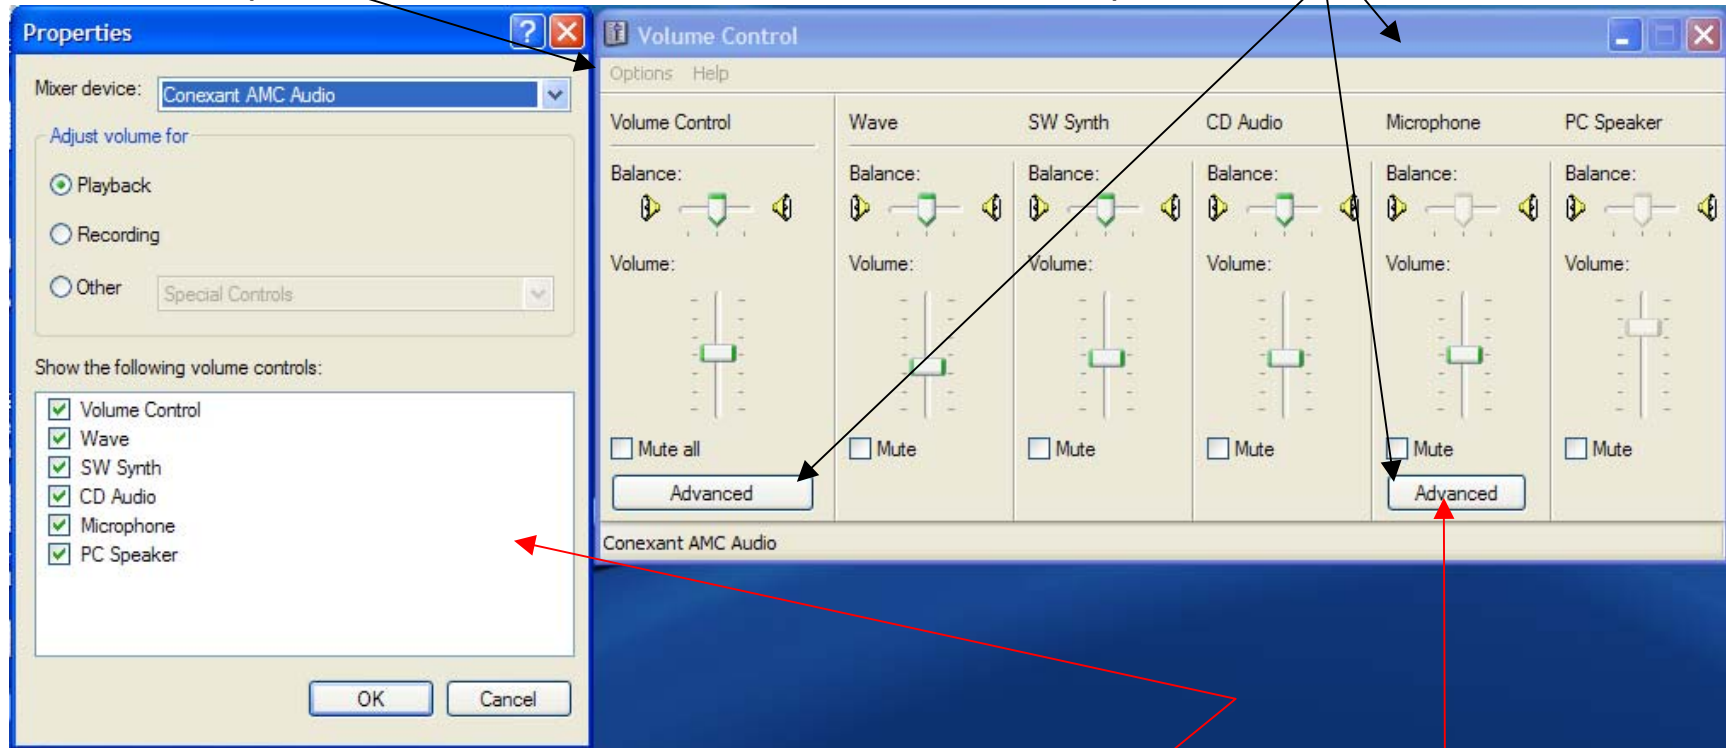 Properties
Mixer device:
Conexant AMC Audio
Adjust volume for
Playback
Recording
Other
Special Controls
Show the following volume controls:
Volume Control
Wave
SW Synth
CD Audio
Microphone
PC Speaker
OK Cancel
Volume Control
Options Help
Volume Control Wave SW Synth CD Audio Microphone PC Speaker
Balance: Balance: Balance: Balance: Balance: Balance:
Volume: Volume: Volume: Volume: Volume: Volume:
Mute all Mute Mute Mute Mute Mute
Advanced Advanced
Conexant AMC Audio